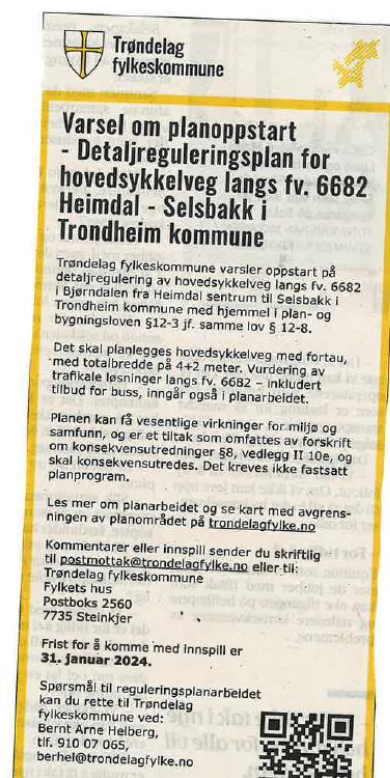 Trøndelag
fylkeskommune
Varsel om planoppstart
- Detaljreguleringsplan for
hovedsykkelveg langs fv. 6682
Heimdal - Selsbakk i
Trondheim kommune
Trøndelag fylkeskommune varsler oppstart på
detaljregulering av hovedsykkelveg langs fv. 6682
i Bjørndalen fra Heimdal sentrum til Selsbakk i
Trondheim kommune med hjemmel i plan- og
bygningsloven §12-3 jf. samme lov § 12-8.
Det skal planlegges hovedsykkelveg med fortau,
med totalbredde på 4+2 meter. Vurdering av
trafikale løsninger langs fv. 6682 – inkludert
tilbud for buss, inngår også i planarbeidet.
Planen kan få vesentlige virkninger for miljø og
samfunn, og er et tiltak som omfattes av forskrift
om konsekvensutredninger §8, vedlegg II 10e, og
skal konsekvensutredes. Det kreves ikke fastsatt
planprogram.
Les mer om planarbeidet og se kart med avgrens-
ningen av planområdet på trondelagfylke.no
Kommentarer eller innspill sender du skriftlig
til postmottak@trondelagfylke.no eller til:
Trøndelag fylkeskommune
Fylkets hus
Postboks 2560
7735 Steinkjer
Frist for å komme med innspill er
31. januar 2024.
Spørsmål til reguleringsplanarbeidet
kan du rette til Trøndelag
fylkeskommune ved:
Bernt Arne Helberg,
tlf. 910 07 065,
berhel@trondelagfylke.no